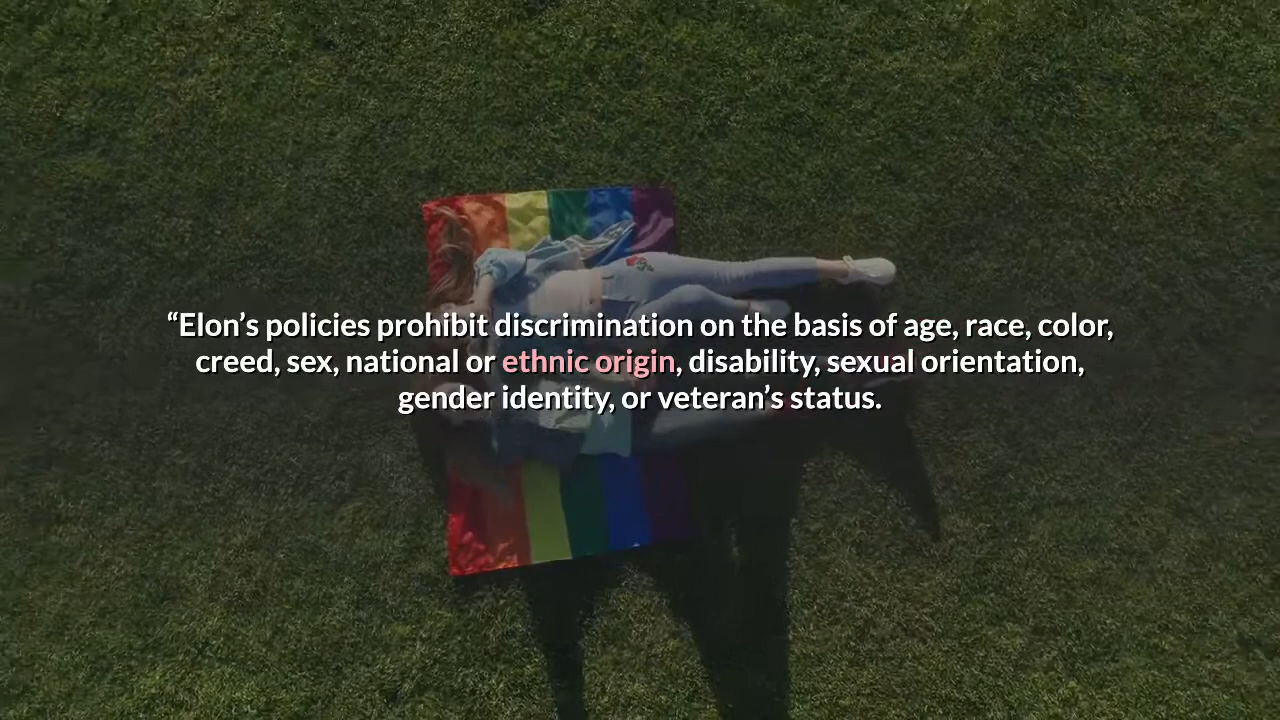 “Elon’s policies prohibit discrimination on the basis of age, race, color,
creed, sex, national or ethnic origin, disability, sexual orientation,
gender identity, or veteran’s status.